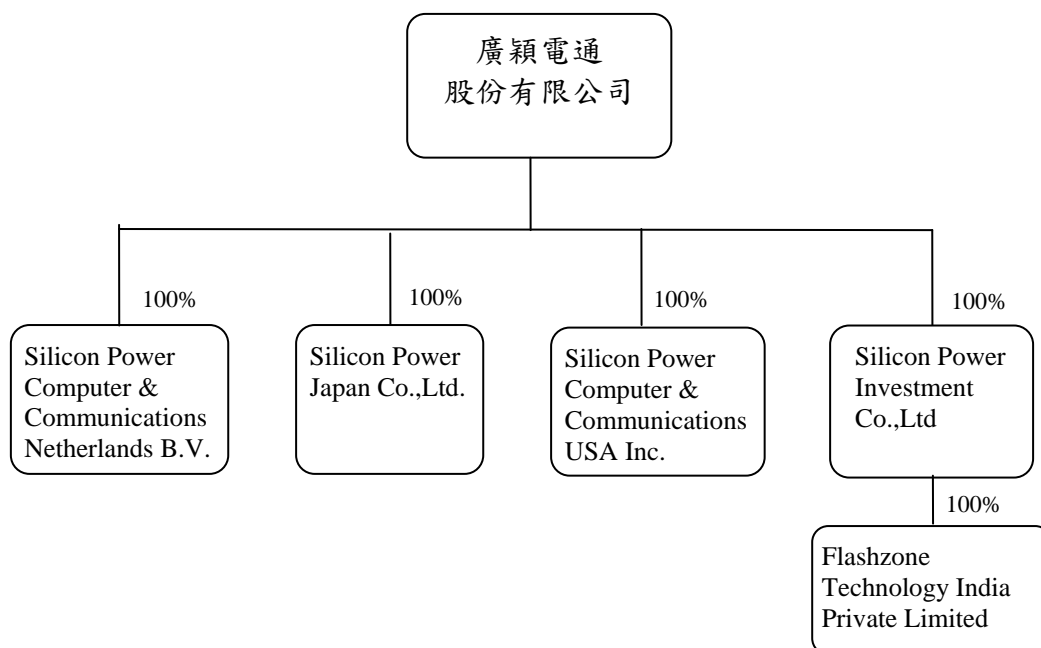 廣穎電通
股份有限公司
100%
100%
100%
100%
Silicon Power
Computer &
Communications
Netherlands B.V.
Silicon Power
Japan Co.,Ltd.
Silicon Power
Computer &
Communications
USA Inc.
Silicon Power
Investment
Co.,Ltd
100%
Flashzone
Technology India
Private Limited